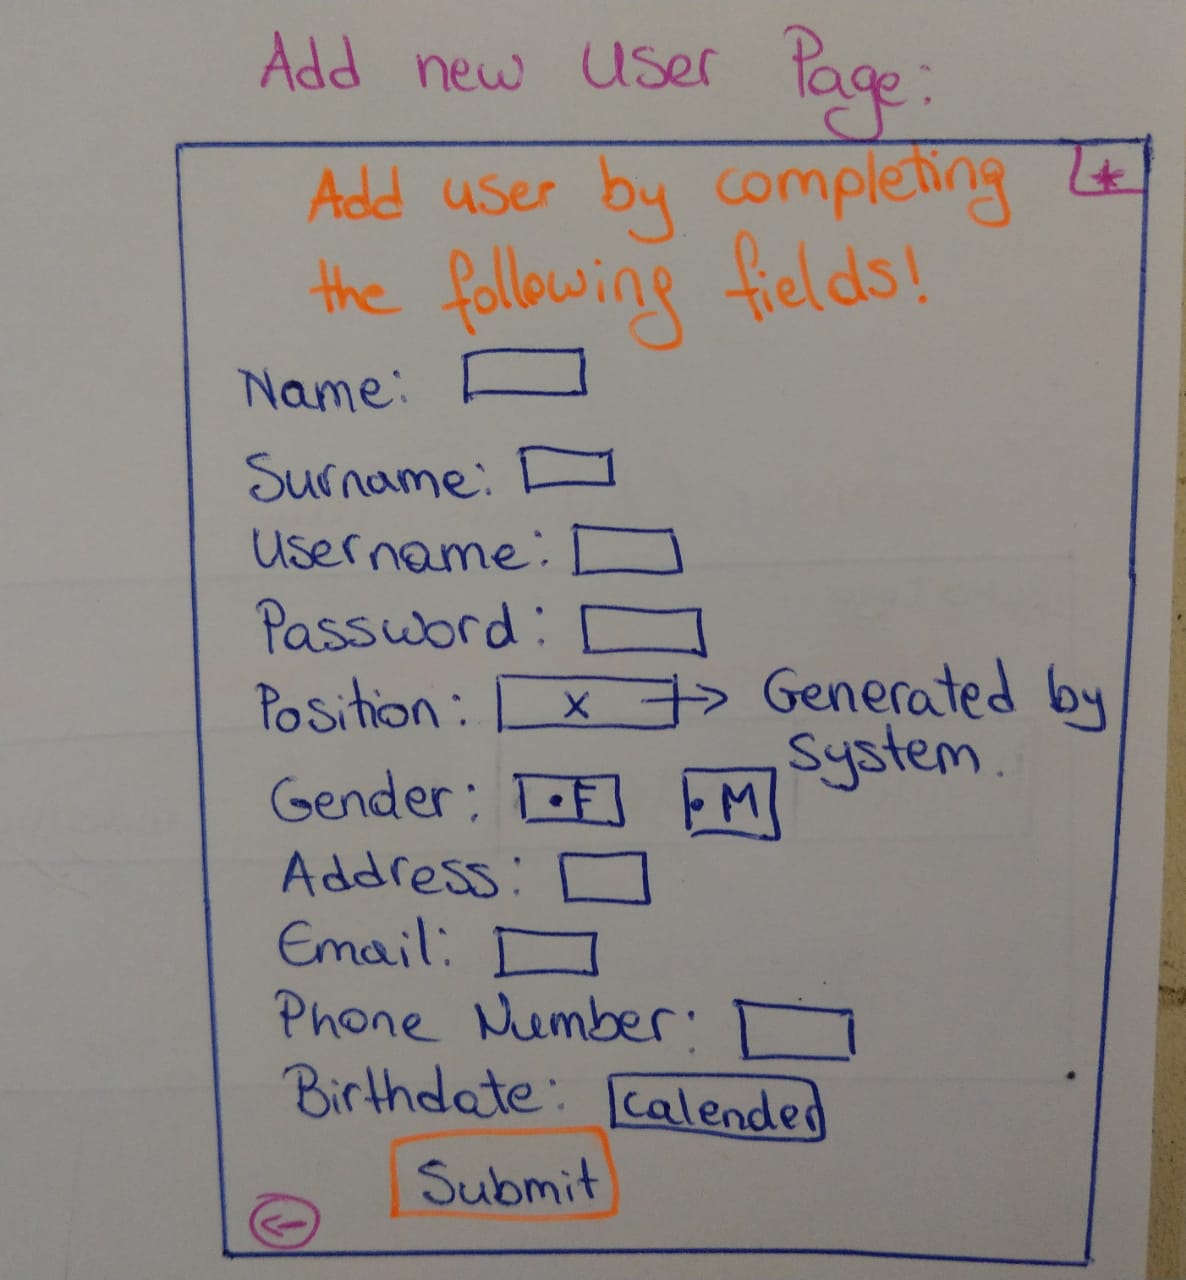 Add new User Page:
Add user by completing
the following fields!
Name:
Surname:
Username:
Password:
Position: X → Generated by
system.
Gender: •F •M
Address:
Email:
Phone Number:
Birthdate: Calender
Submit